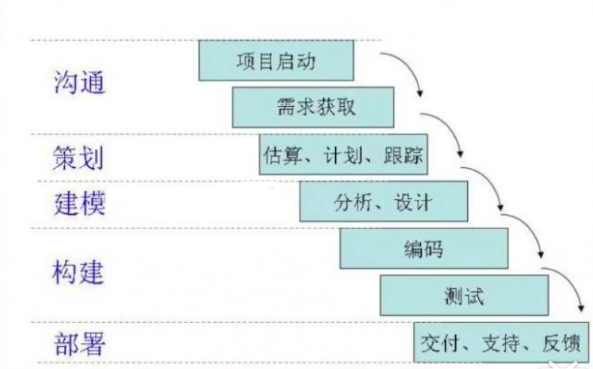 项目启动
沟通
需求获取
策划
估算、计划、跟踪
建模
分析、设计
编码
构建
测试
部署
交付、支持、反馈